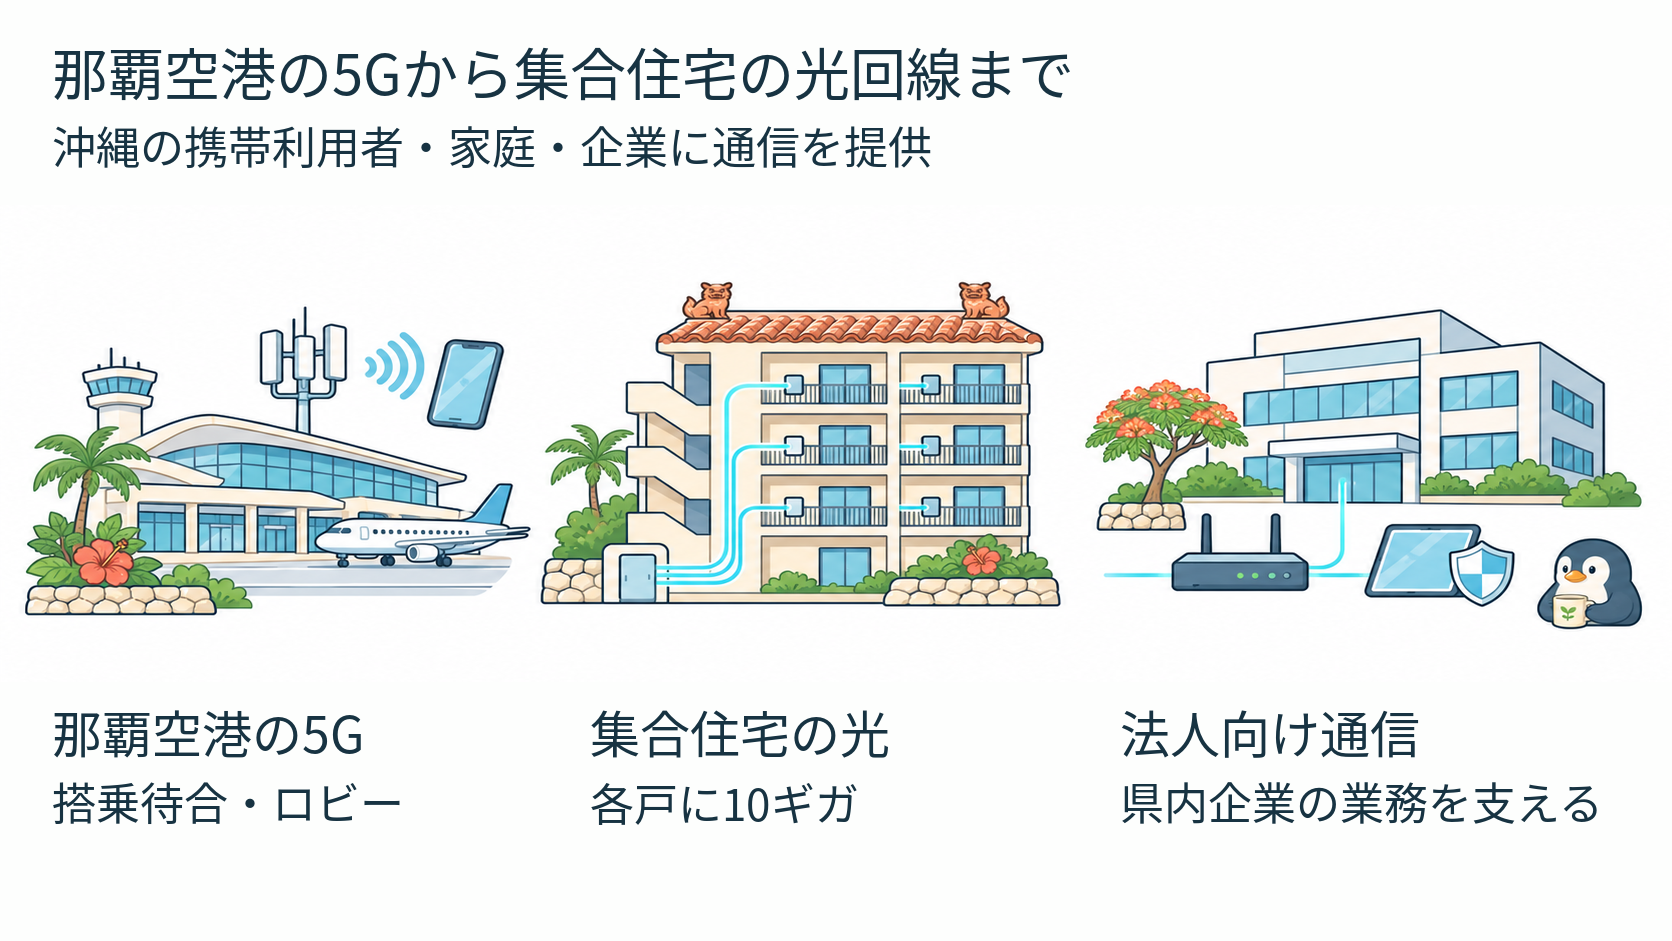 那覇空港の5Gから集合住宅の光回線まで
沖縄の携帯利用者・家庭・企業に通信を提供
那覇空港の5G
搭乗待合・ロビー
集合住宅の光
各戸に10ギガ
法人向け通信
県内企業の業務を支える